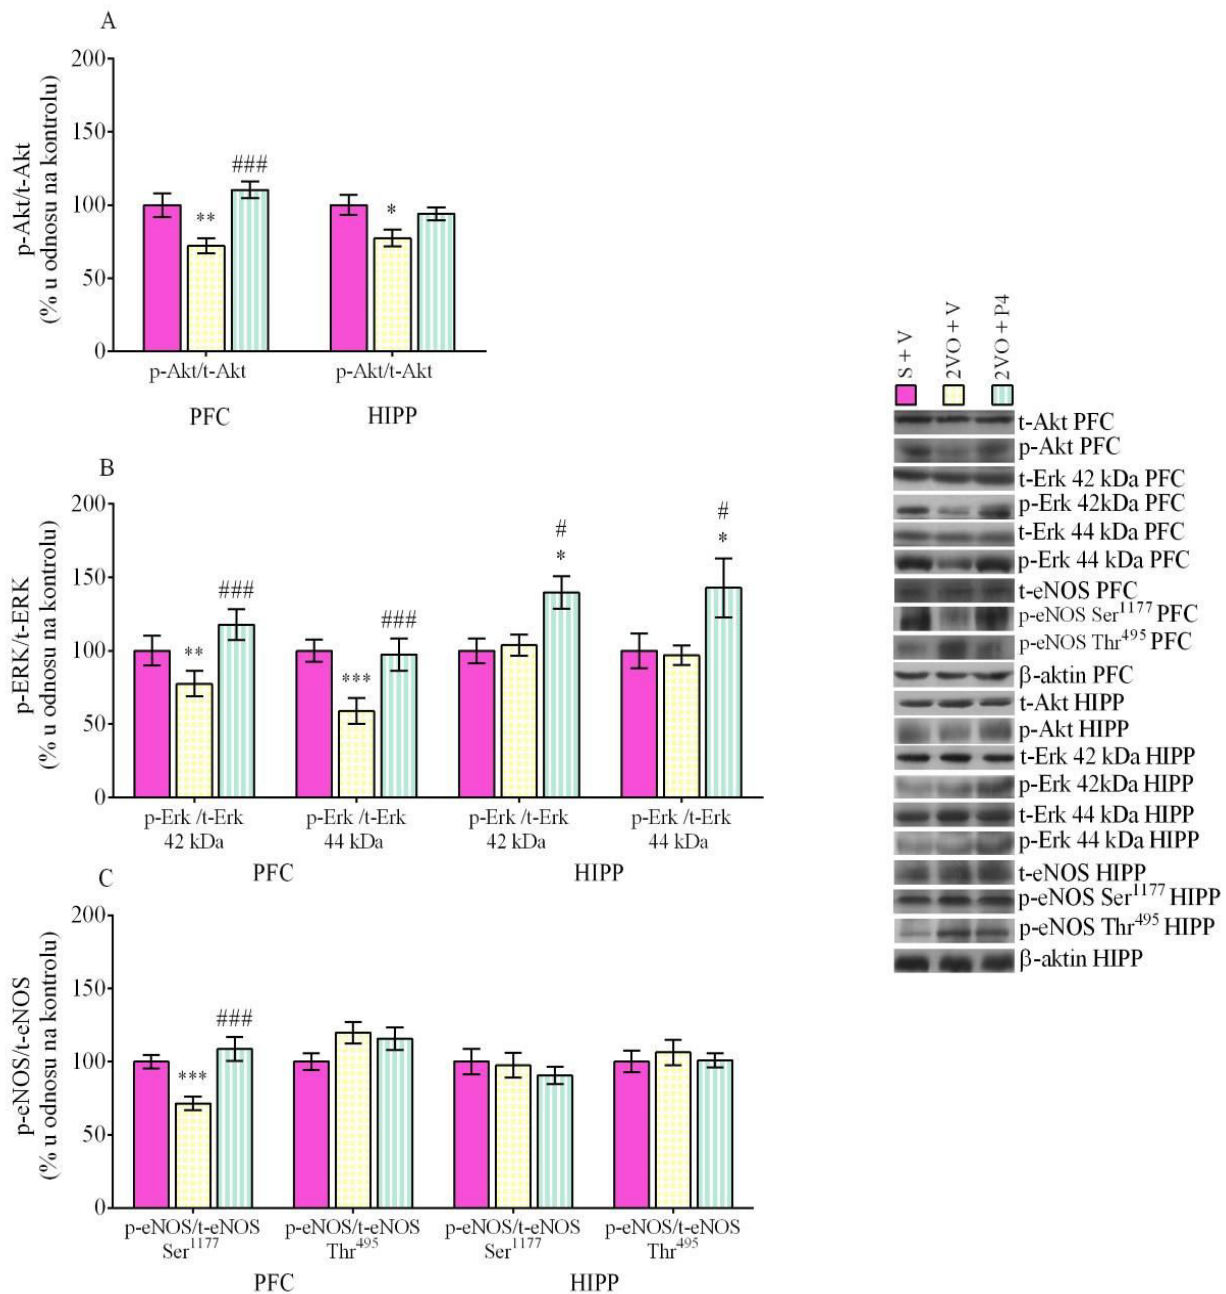 A
200
150
100
50
0
p-Akt/t-Akt
(% u odnosu na kontrolu)
**
###
*
p-Akt/t-Akt
p-Akt/t-Akt
PFC
HIPP
B
200
150
100
50
0
p-ERK/t-ERK
(% u odnosu na kontrolu)
**
###
***
###
#
*
#
*
p-Erk /t-Erk
42 kDa
p-Erk /t-Erk
44 kDa
p-Erk /t-Erk
42 kDa
p-Erk /t-Erk
44 kDa
PFC
HIPP
C
200
150
100
50
0
p-eNOS/t-eNOS
(% u odnosu na kontrolu)
***
###
p-eNOS/t-eNOS
Ser¹¹⁷⁷
p-eNOS/t-eNOS
Thr⁴⁹⁵
p-eNOS/t-eNOS
Ser¹¹⁷⁷
p-eNOS/t-eNOS
Thr⁴⁹⁵
PFC
HIPP
S + V
2VO + V
2VO + P4
t-Akt PFC
p-Akt PFC
t-Erk 42 kDa PFC
p-Erk 42kDa PFC
t-Erk 44 kDa PFC
p-Erk 44 kDa PFC
t-eNOS PFC
p-eNOS Ser¹¹⁷⁷ PFC
p-eNOS Thr⁴⁹⁵ PFC
β-aktin PFC
t-Akt HIPP
p-Akt HIPP
t-Erk 42 kDa HIPP
p-Erk 42kDa HIPP
t-Erk 44 kDa HIPP
p-Erk 44 kDa HIPP
t-eNOS HIPP
p-eNOS Ser¹¹⁷⁷ HIPP
p-eNOS Thr⁴⁹⁵ HIPP
β-aktin HIPP